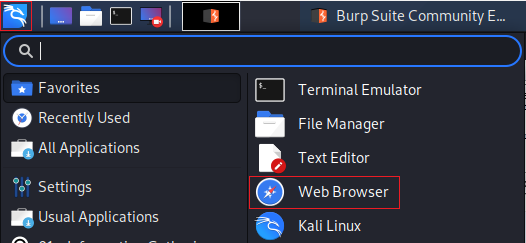 Burp Suite Community E...
Favorites
Recently Used
All Applications
Settings
Usual Applications
Terminal Emulator
File Manager
Text Editor
Web Browser
Kali Linux